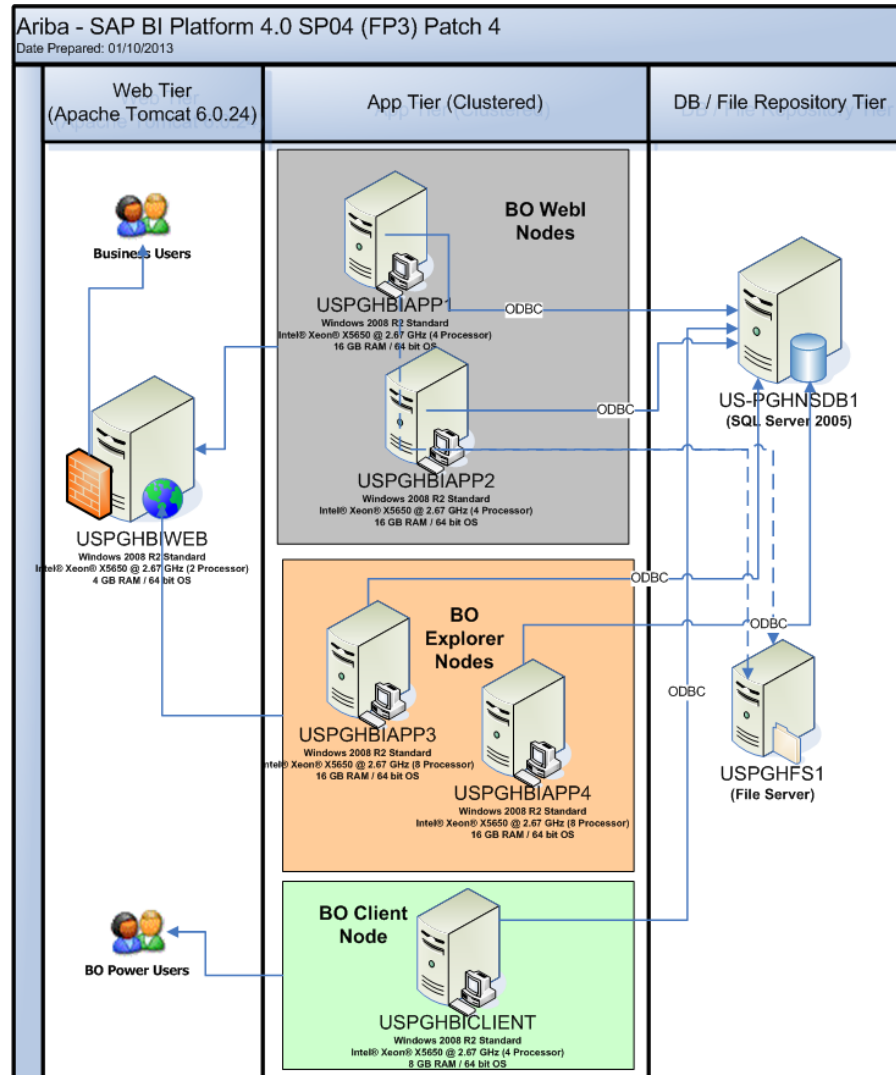 Ariba - SAP BI Platform 4.0 SP04 (FP3) Patch 4
Date Prepared: 01/10/2013
Web Tier
(Apache Tomcat 6.0.24)
App Tier (Clustered)
DB / File Repository Tier
Business Users
USPGHBIWEB
Windows 2008 R2 Standard
Intel® Xeon® X5650 @ 2.67 GHz (2 Processor)
4 GB RAM / 64 bit OS
BO Power Users
BO WebI
Nodes
USPGHBIAPP1
Windows 2008 R2 Standard
Intel® Xeon® X5650 @ 2.67 GHz (4 Processor)
16 GB RAM / 64 bit OS
ODBC
USPGHBIAPP2
Windows 2008 R2 Standard
Intel® Xeon® X5650 @ 2.67 GHz (4 Processor)
16 GB RAM / 64 bit OS
ODBC
BO
Explorer
Nodes
USPGHBIAPP3
Windows 2008 R2 Standard
Intel® Xeon® X5650 @ 2.67 GHz (8 Processor)
16 GB RAM / 64 bit OS
ODBC
USPGHBIAPP4
Windows 2008 R2 Standard
Intel® Xeon® X5650 @ 2.67 GHz (8 Processor)
16 GB RAM / 64 bit OS
ODBC
BO Client
Node
USPGHBICLIENT
Windows 2008 R2 Standard
Intel® Xeon® X5650 @ 2.67 GHz (4 Processor)
8 GB RAM / 64 bit OS
ODBC
US-PGHNSDB1
(SQL Server 2005)
USPGHFS1
(File Server)